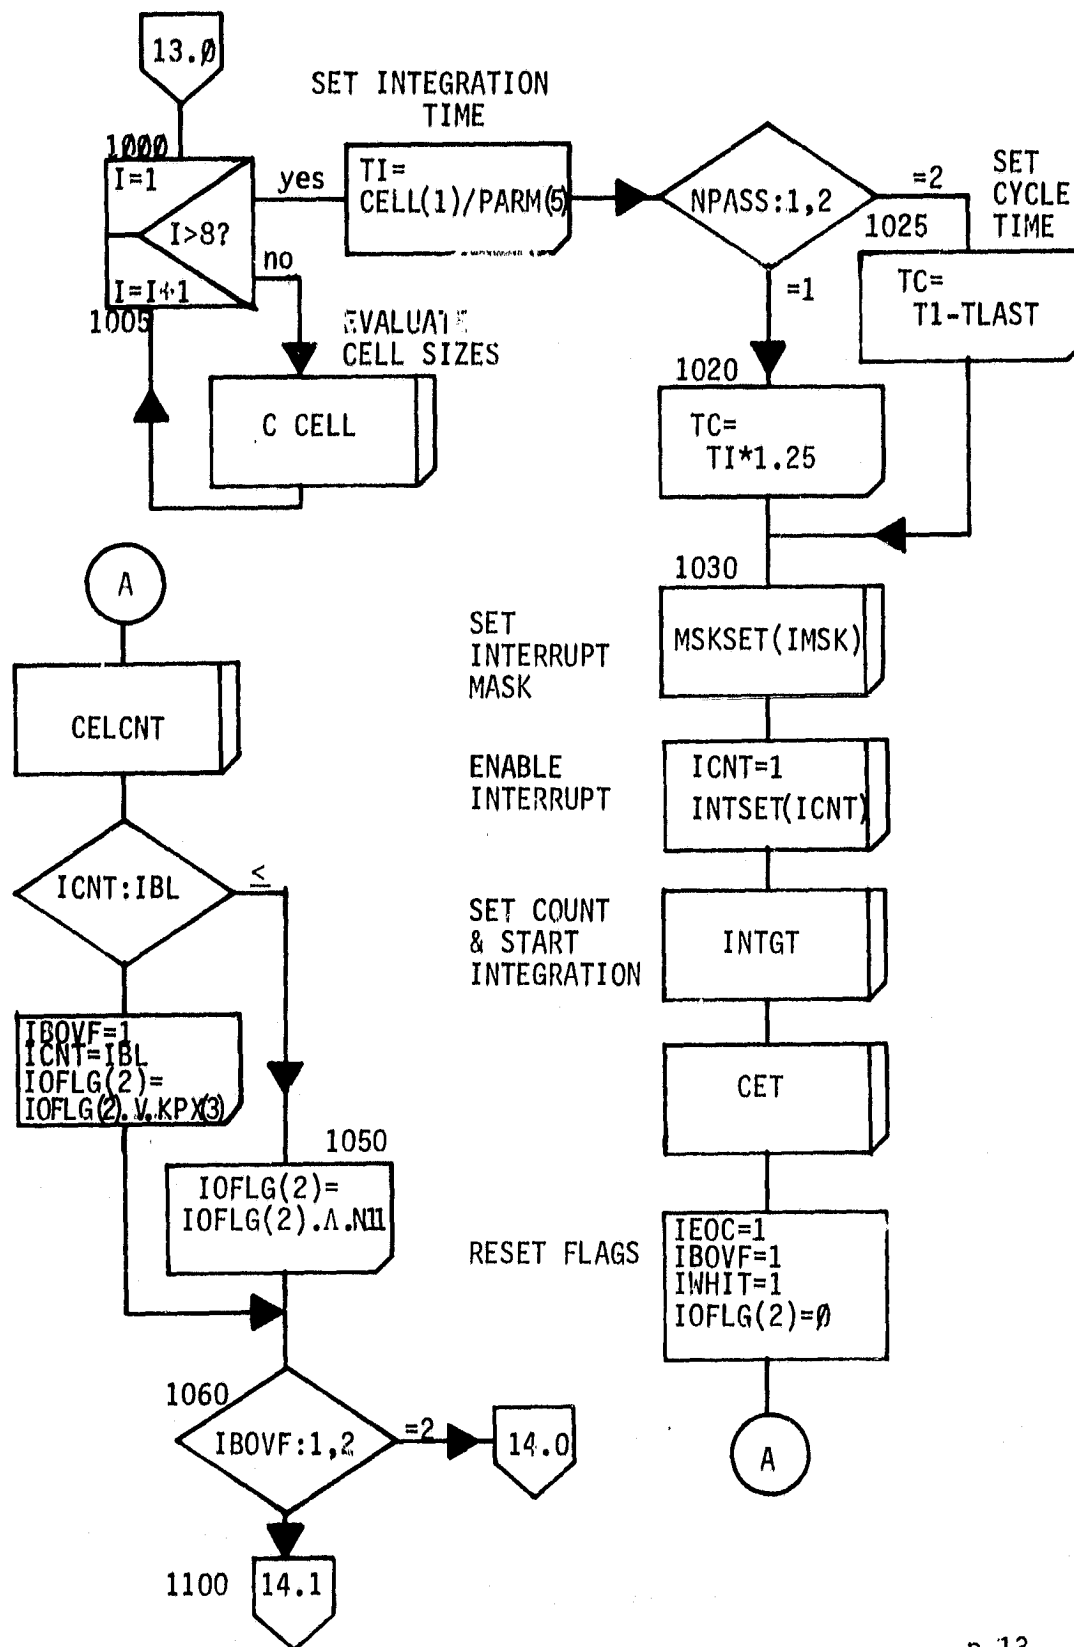 13.0
SET INTEGRATION
TIME
1000
I=1
I>8?
I=I+1
1005
yes
no
TI=
CELL(1)/PARM(5)
NPASS:1,2
=2
=1
SET
CYCLE
TIME
1025
TC=
T1-TLAST
EVALUATE
CELL SIZES
C CELL
1020
TC=
TI*1.25
1030
SET
INTERRUPT
MASK
MSKSET(IMSK)
ENABLE
INTERRUPT
ICNT=1
INTSET(ICNT)
SET COUNT
& START
INTEGRATION
INTGT
CET
RESET FLAGS
IEOC=1
IBOVF=1
IWHIT=1
IOFLG(2)=0
A
A
CELCNT
ICNT:IBL
≤
IBOVF=1
ICNT=IBL
IOFLG(2)=
IOFLG(2).V.KPX(3)
1050
IOFLG(2)=
IOFLG(2).Λ.N11
1060
IBOVF:1,2
=2
14.0
1100
14.1
p 13